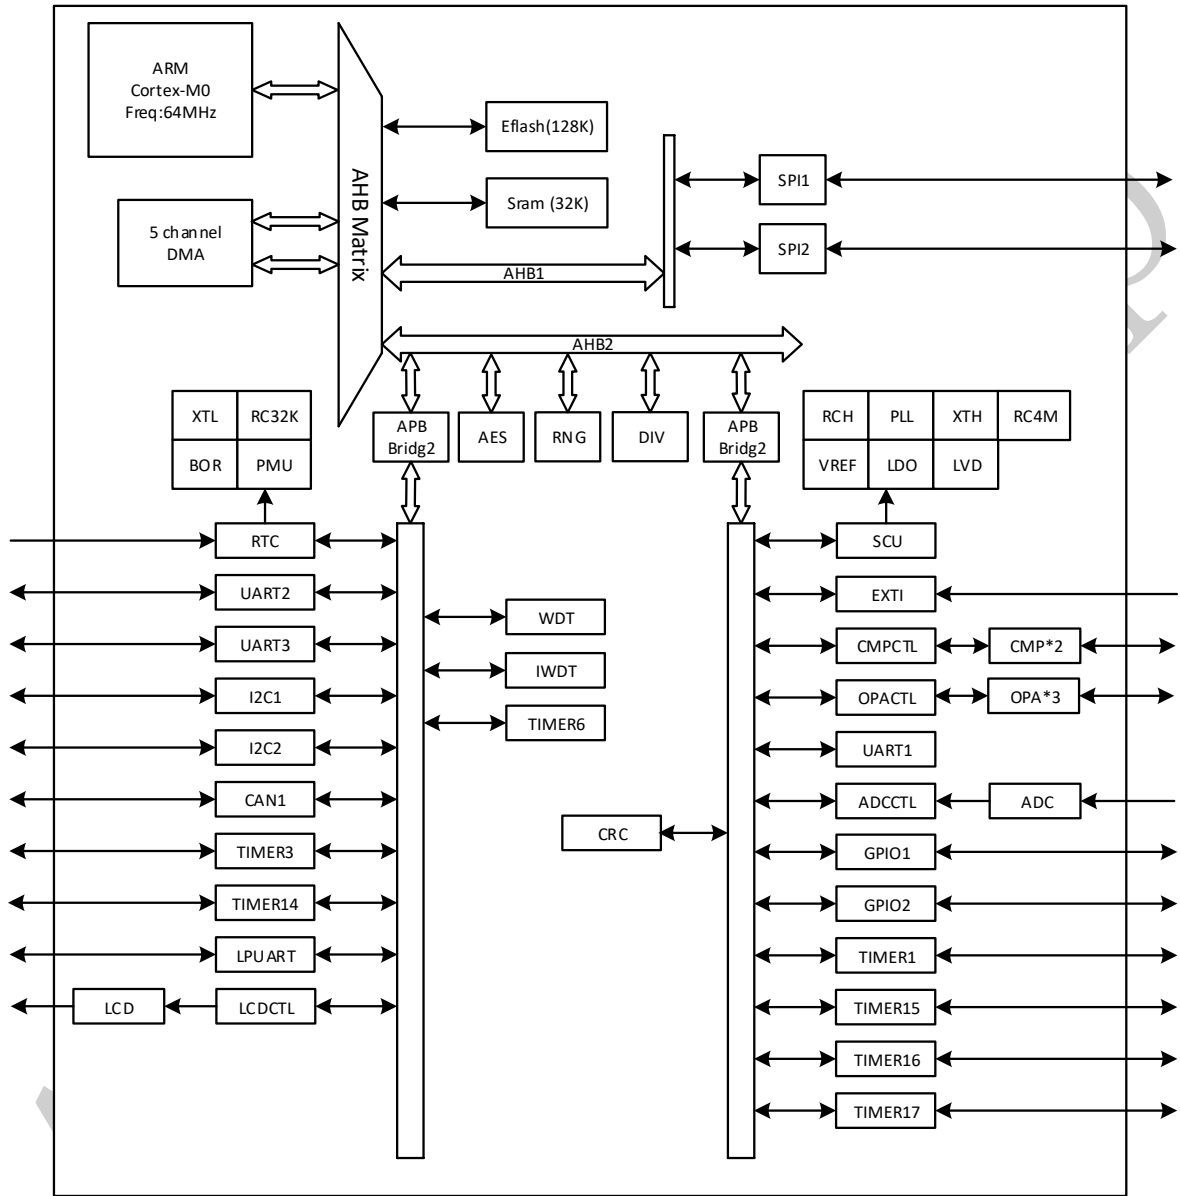 ARM
Cortex-M0
Freq:64MHz
5 channel
DMA
AHB Matrix
Eflash(128K)
Sram (32K)
AHB1
SPI1
SPI2
AHB2
APB
Bridg2
AES
RNG
DIV
APB
Bridg2
XTL
RC32K
BOR
PMU
RCH
PLL
XTH
RC4M
VREF
LDO
LVD
RTC
UART2
UART3
I2C1
I2C2
CAN1
TIMER3
TIMER14
LPUART
LCD
LCDCTL
WDT
IWDT
TIMER6
CRC
SCU
EXTI
CMPCTL
CMP*2
OPACTL
OPA*3
UART1
ADCCTL
ADC
GPIO1
GPIO2
TIMER1
TIMER15
TIMER16
TIMER17